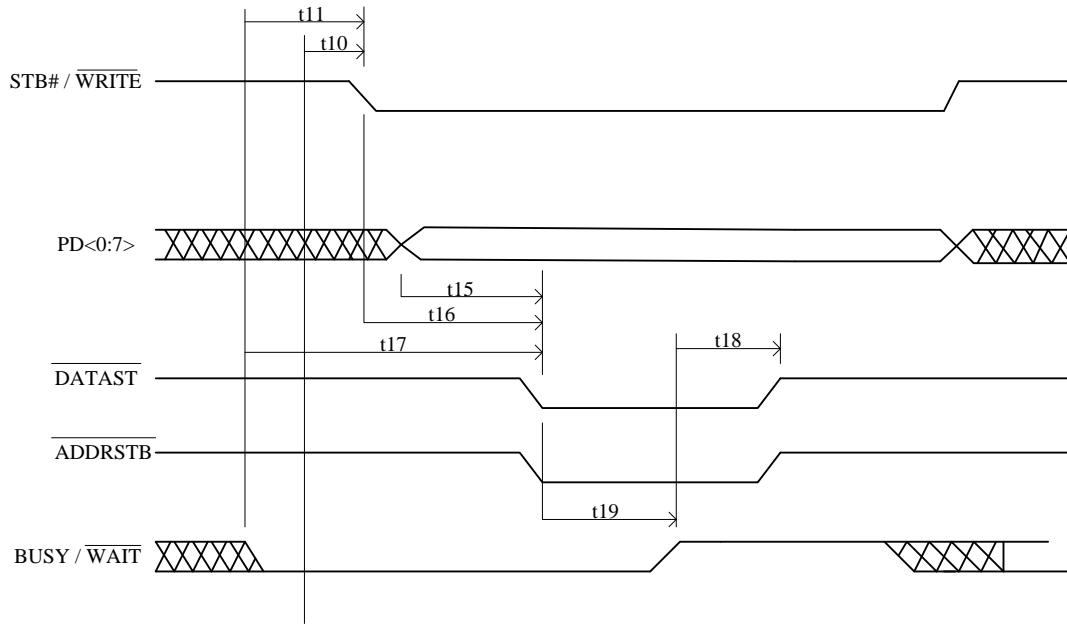 t11
t10
STB# / WRITE
PD<0:7>
t15
t16
t17
t18
DATAST
ADDRSTB
t19
BUSY / WAIT